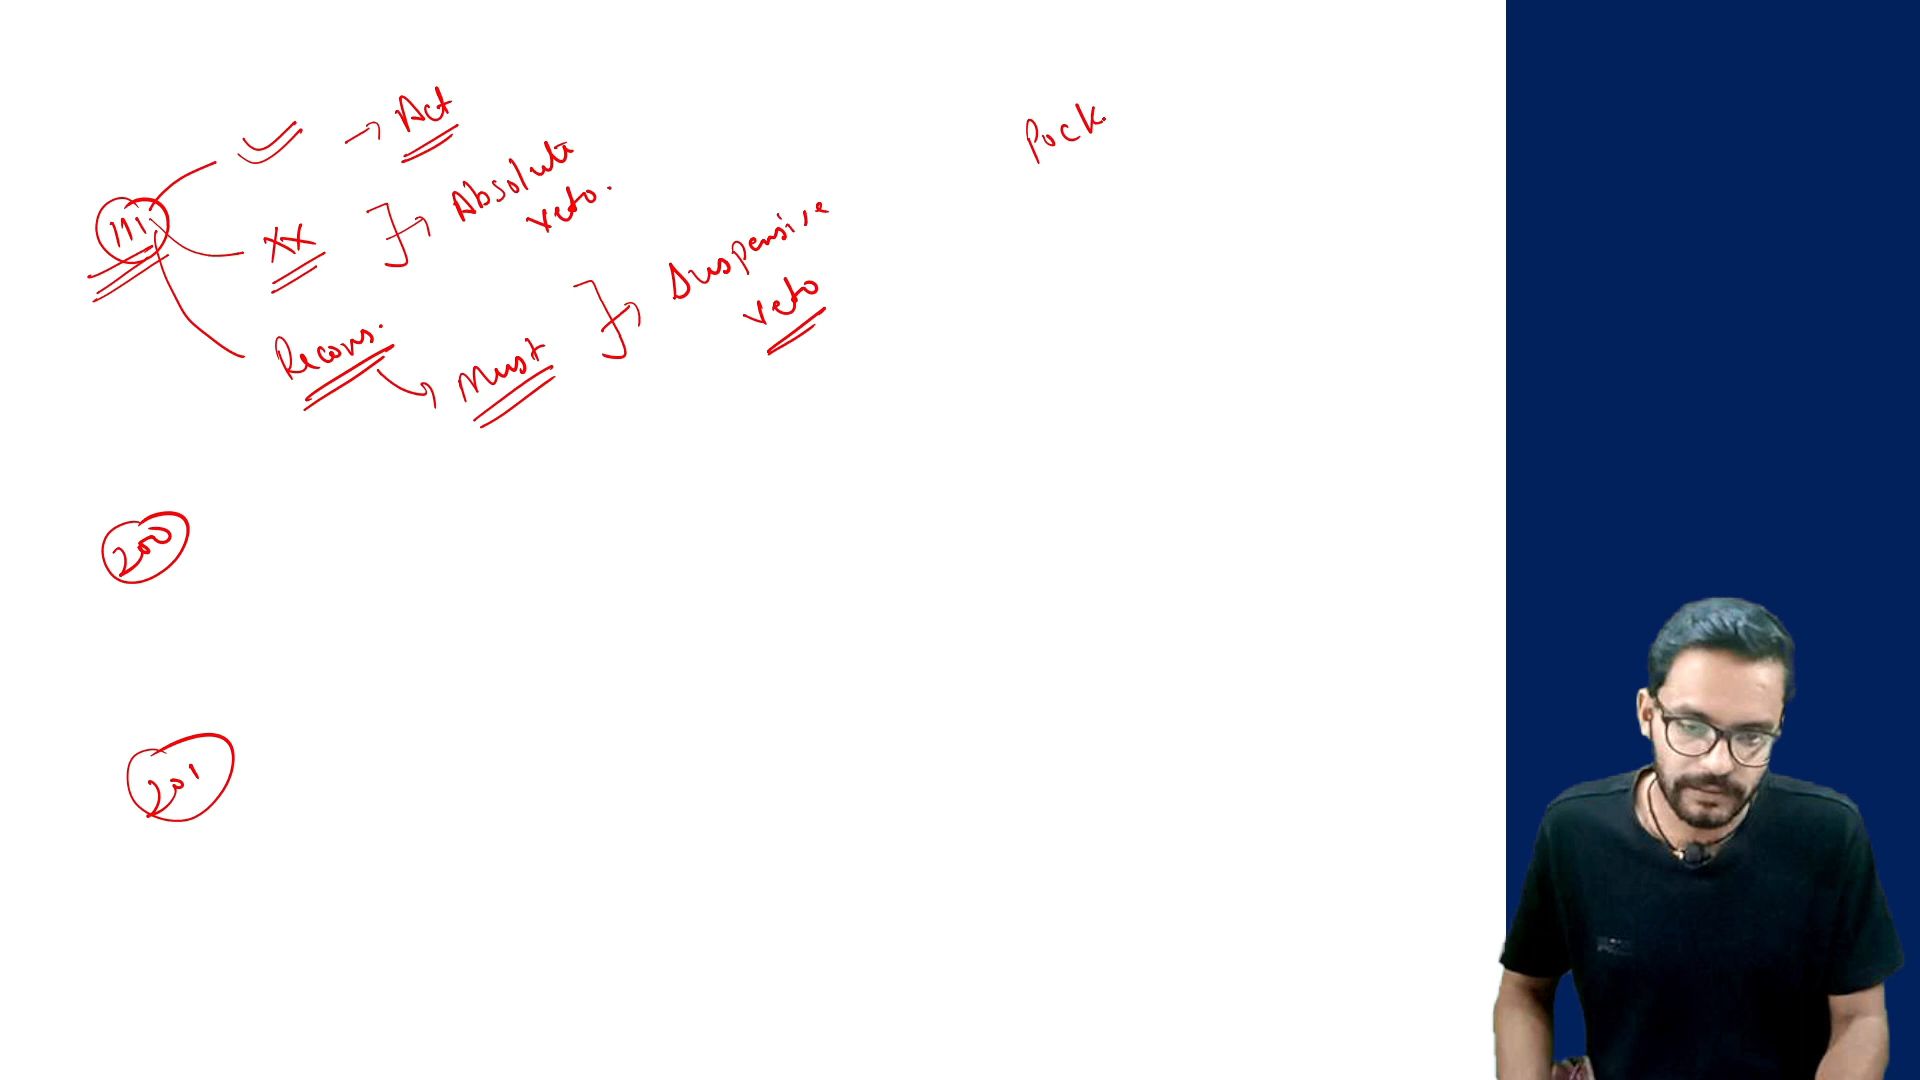 → Act
111
XX } → Absolute
veto.
Recons. → Must } → Suspensive
veto
Pock
200
201